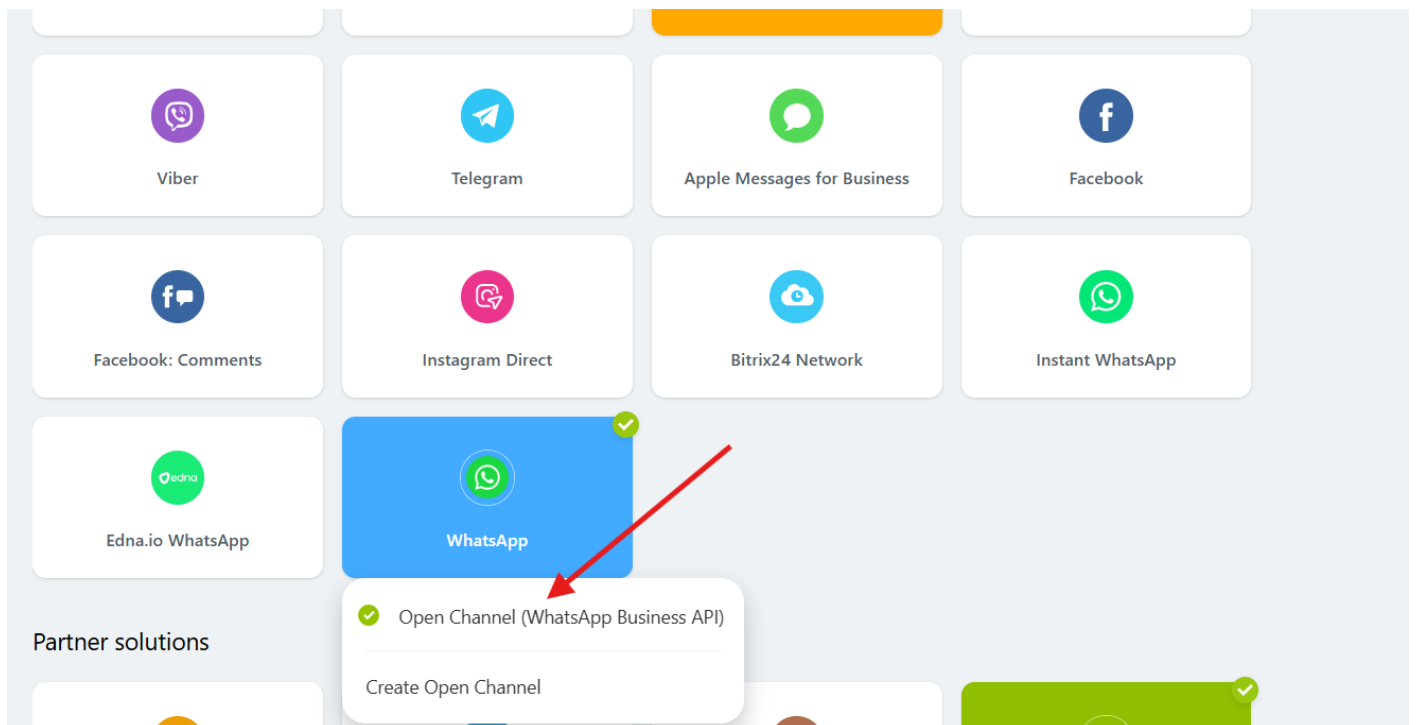 Viber
Telegram
Apple Messages for Business
Facebook
Facebook: Comments
Instagram Direct
Bitrix24 Network
Instant WhatsApp
edna
Edna.io WhatsApp
WhatsApp
Open Channel (WhatsApp Business API)
Partner solutions
Create Open Channel